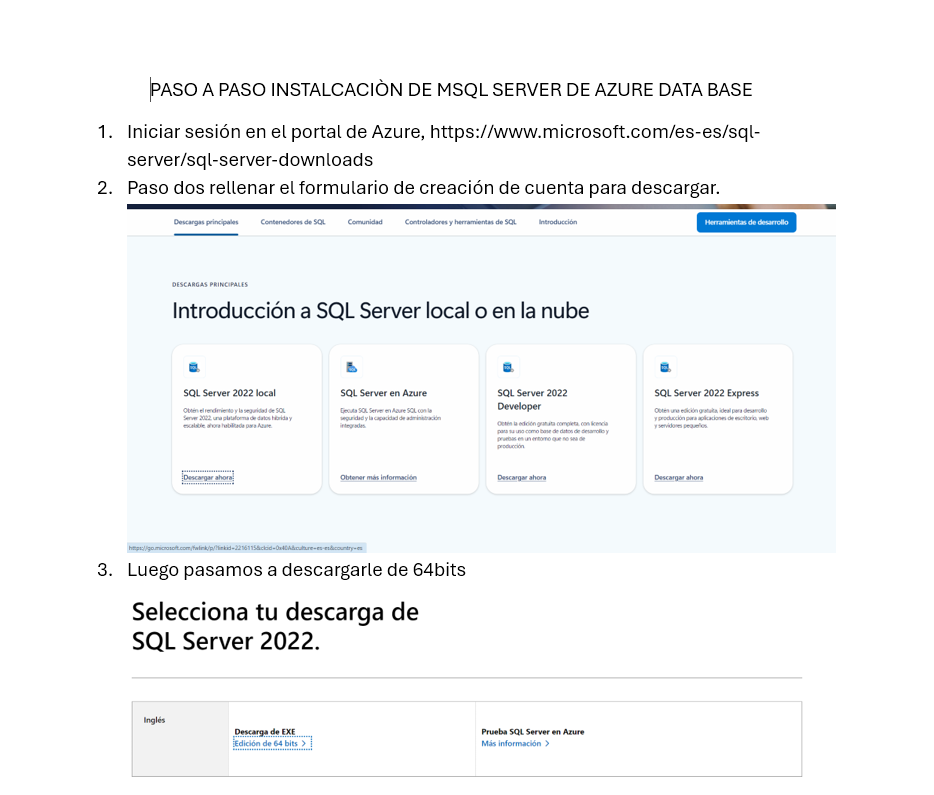 PASO A PASO INSTALCACIÒN DE MSQL SERVER DE AZURE DATA BASE
1. Iniciar sesión en el portal de Azure, https://www.microsoft.com/es-es/sql-
server/sql-server-downloads
2. Paso dos rellenar el formulario de creación de cuenta para descargar.
Descargas principales Contenedores de SQL Comunidad Controladores y herramientas de SQL Introducción Herramientas de desarrollo
DESCARGAS PRINCIPALES
Introducción a SQL Server local o en la nube
SQL Server 2022 local
Obtén el rendimiento y la seguridad de SQL
Server 2022, una plataforma de datos híbrida y
escalable, ahora habilitada para Azure.
Descargar ahora
SQL Server en Azure
Ejecuta SQL Server en Azure SQL con la
seguridad y la capacidad de administración
integradas.
Obtener más información
SQL Server 2022
Developer
Obtén la edición gratuita completa, con licencia
para su uso como base de datos de desarrollo y
pruebas en un entorno que no sea de
producción.
Descargar ahora
SQL Server 2022 Express
Obtén una edición gratuita, ideal para desarrollo
y producción para aplicaciones de escritorio, web
y servidores pequeños.
Descargar ahora
https://go.microsoft.com/fwlink/p/?linkid=2216115&clcid=0x40A&culture=es-es&country=es
3. Luego pasamos a descargarle de 64bits
Selecciona tu descarga de
SQL Server 2022.
Inglés
Descarga de EXE
Edición de 64 bits >
Prueba SQL Server en Azure
Más información >